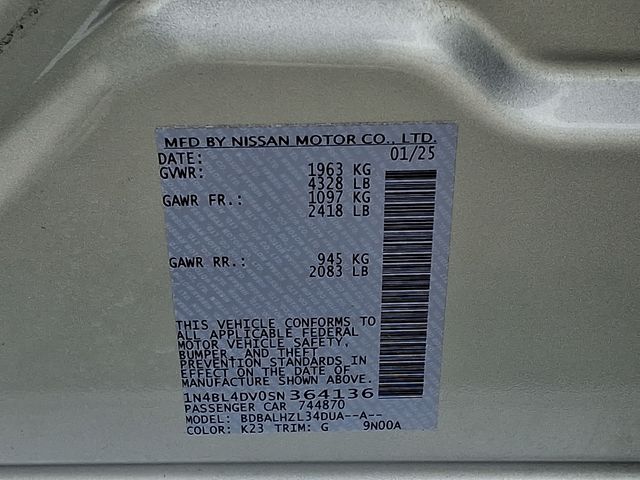 MFD BY NISSAN MOTOR CO., LTD.
DATE: 01/25
GVWR: 1963 KG
4328 LB
GAWR FR.: 1097 KG
2418 LB
GAWR RR.: 945 KG
2083 LB
THIS VEHICLE CONFORMS TO
ALL APPLICABLE FEDERAL
MOTOR VEHICLE SAFETY,
BUMPER, AND THEFT
PREVENTION STANDARDS IN
EFFECT ON THE DATE OF
MANUFACTURE SHOWN ABOVE.
1N4BL4DV0SN364136
PASSENGER CAR 744870
MODEL: BDBALHZL34DUA--A--
COLOR: K23 TRIM: G 9N00A